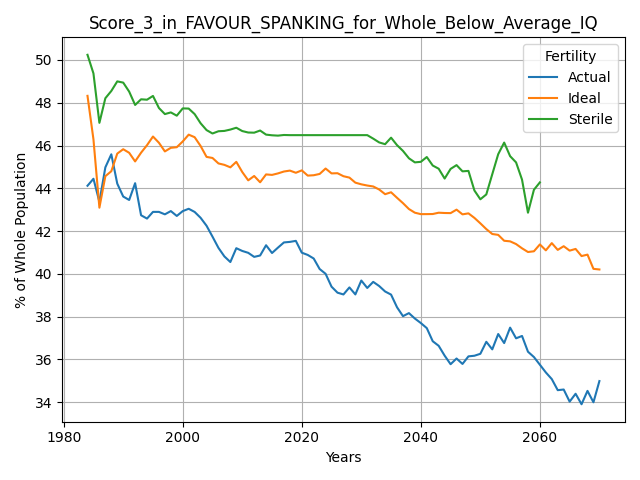 Score_3_in_FAVOUR_SPANKING_for_Whole_Below_Average_IQ
Fertility
Actual
Ideal
Sterile
% of Whole Population
50
48
46
44
42
40
38
36
34
1980
2000
2020
2040
2060
Years